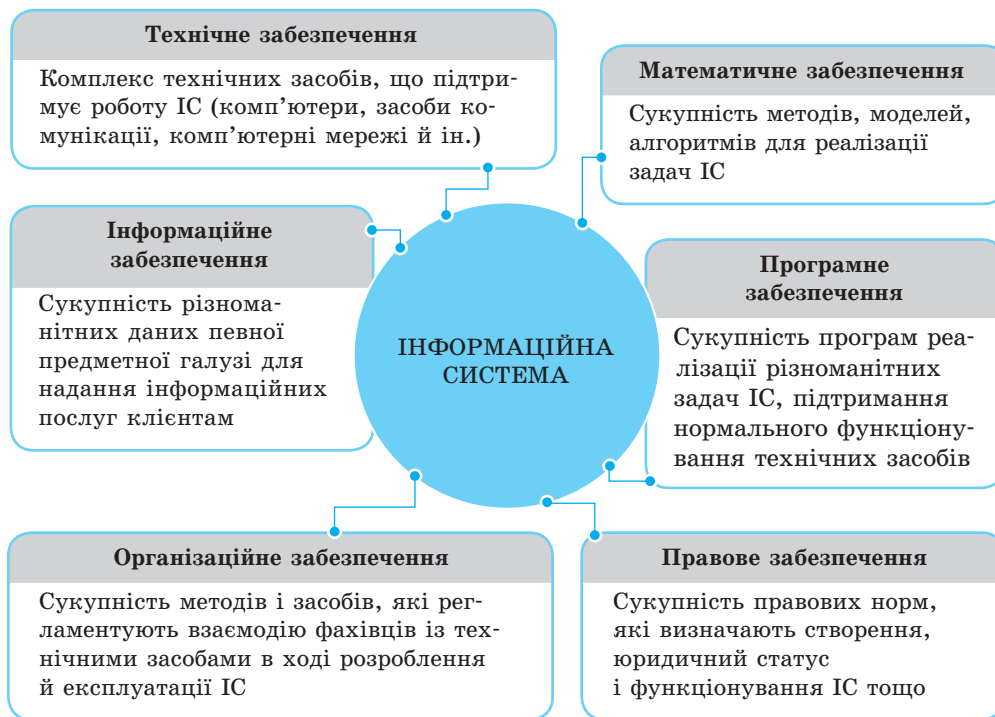 Технічне забезпечення
Комплекс технічних засобів, що підтри-
мує роботу ІС (комп’ютери, засоби ко-
мунікації, комп’ютерні мережі й ін.)
Математичне забезпечення
Сукупність методів, моделей,
алгоритмів для реалізації
задач ІС
Інформаційне
забезпечення
Сукупність різнома-
нітних даних певної
предметної галузі для
надання інформаційних
послуг клієнтам
ІНФОРМАЦІЙНА
СИСТЕМА
Програмне
забезпечення
Сукупність програм реа-
лізації різноманітних
задач ІС, підтримання
нормального функціону-
вання технічних засобів
Організаційне забезпечення
Сукупність методів і засобів, які рег-
ламентують взаємодію фахівців із тех-
нічними засобами в ході розроблення
й експлуатації ІС
Правове забезпечення
Сукупність правових норм,
які визначають створення,
юридичний статус
і функціонування ІС тощо